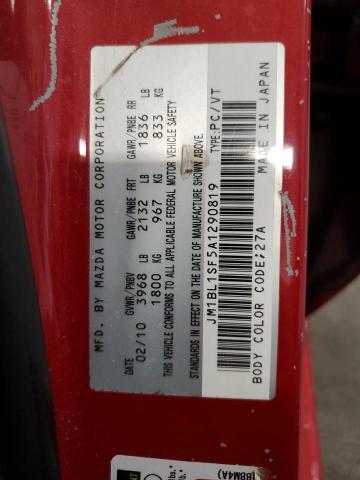 MFD. BY MAZDA MOTOR CORPORATION
GVWR/PNBV GAWR/PNBE FRT GAWR/PNBE RR
02/10 3968 LB 2132 LB 1836 LB
1800 KG 967 KG 833 KG
THIS VEHICLE CONFORMS TO ALL APPLICABLE FEDERAL MOTOR VEHICLE SAFETY
STANDARDS IN EFFECT ON THE DATE OF MANUFACTURE SHOWN ABOVE.
JM1BL1SF5A1290819 TYPE:PC/VT
BODY COLOR CODE:27A MADE IN JAPAN
(BBM4A)